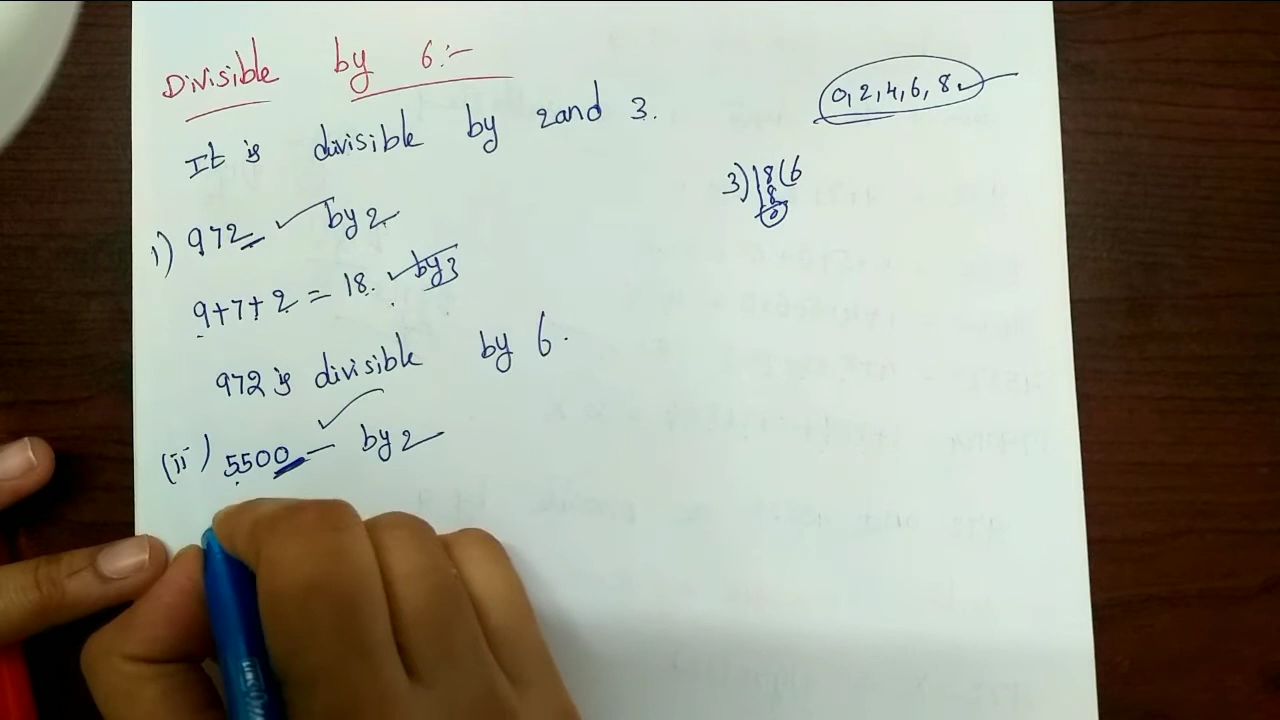 Divisible by 6:-
0, 2, 4, 6, 8
It is divisible by 2 and 3.
3) 18 (6
18
0
i) 972 ✓ by 2
9+7+2 = 18. ✓ by 3
972 is divisible by 6.
(ii) 5500 — ✓ by 2